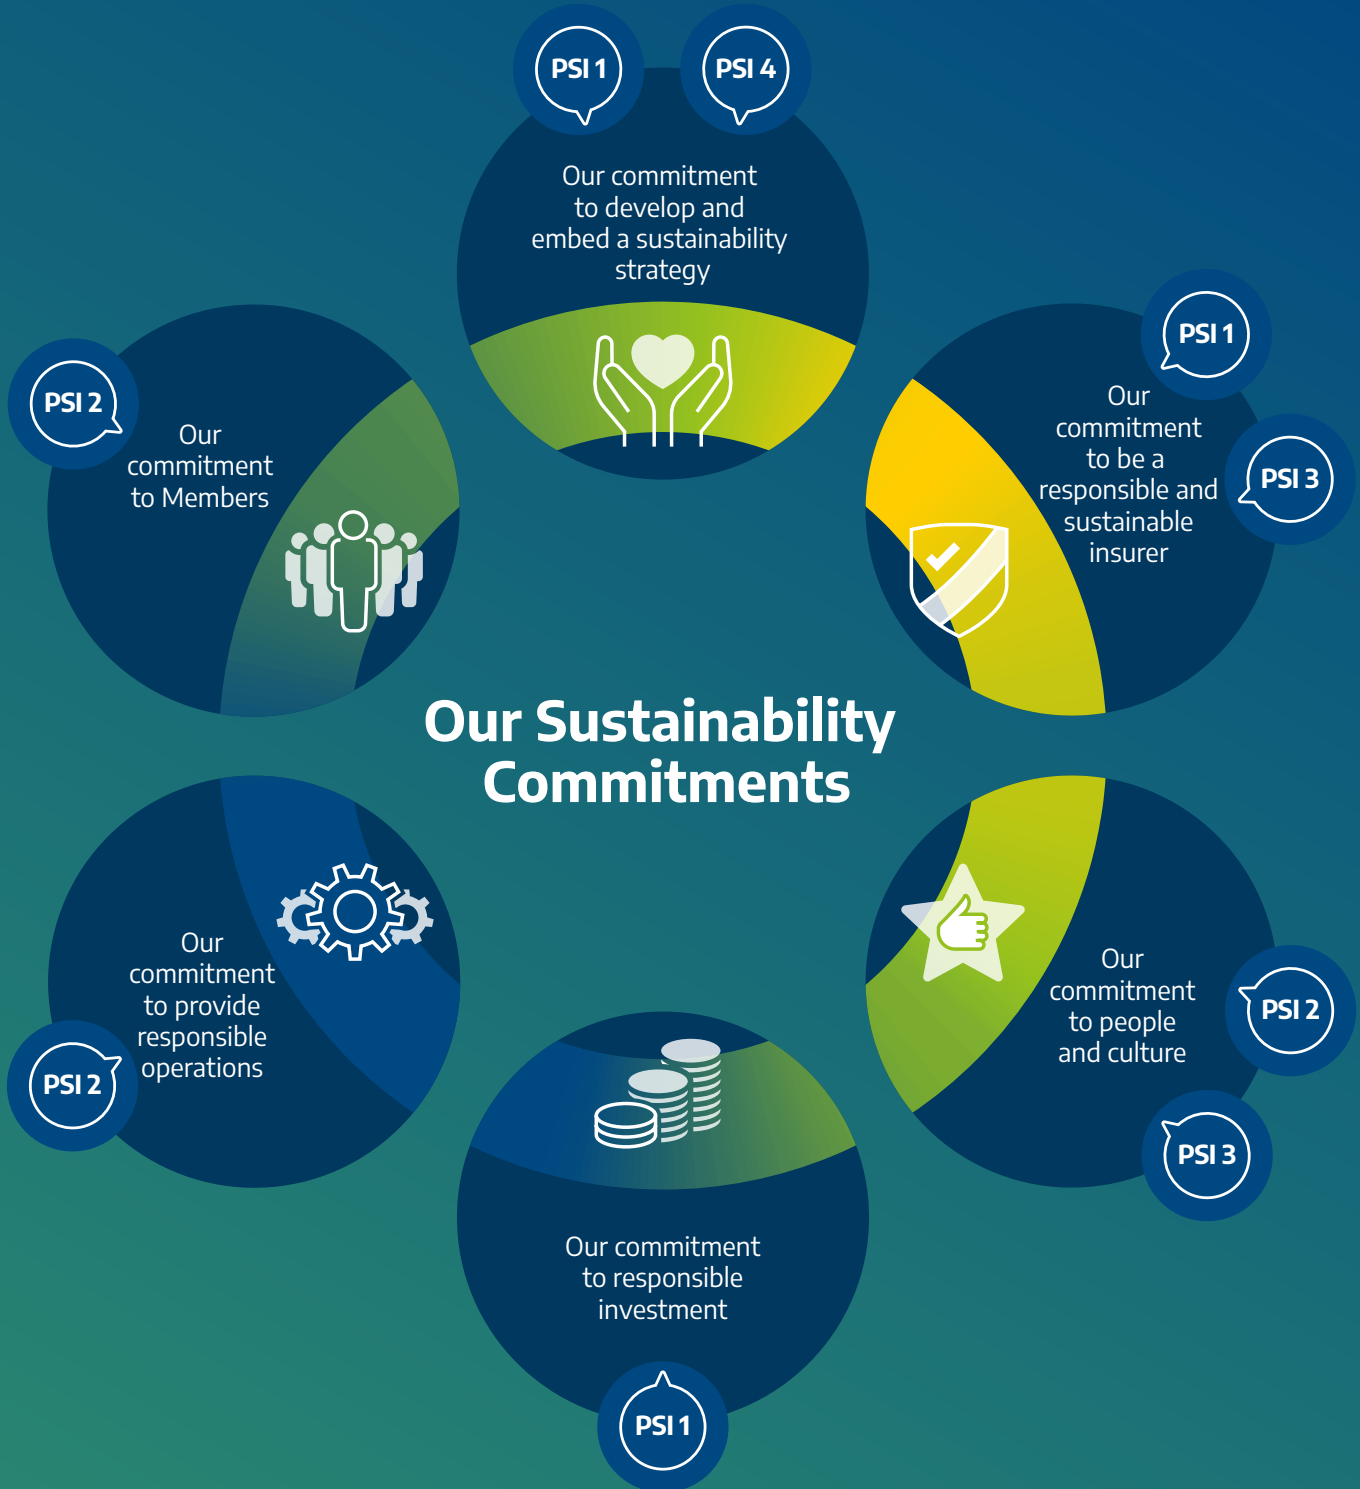 PSI 1
PSI 4
Our commitment
to develop and
embed a sustainability
strategy
PSI 1
PSI 3
Our
commitment
to be a
responsible and
sustainable
insurer
PSI 2
Our
commitment
to Members
Our Sustainability
Commitments
Our
commitment
to people
and culture
PSI 2
PSI 3
Our
commitment
to provide
responsible
operations
PSI 2
Our commitment
to responsible
investment
PSI 1